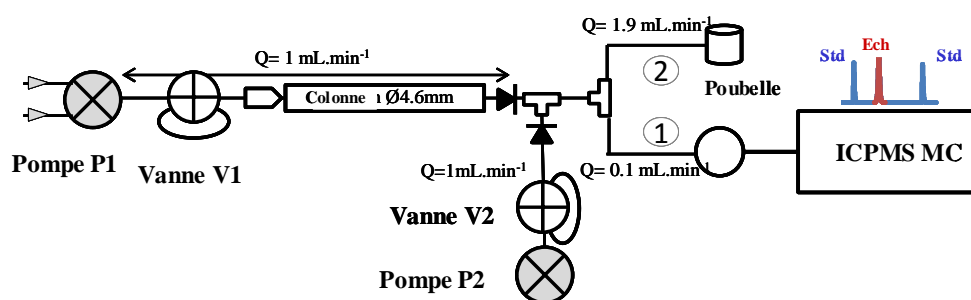 Q= 1.9 mL.min⁻¹
Std
Ech
Std
Q= 1 mL.min⁻¹
2
Poubelle
Colonne
Ø4.6mm
1
ICPMS MC
Pompe P1
Vanne V1
Q=1mL.min⁻¹
Q= 0.1 mL.min⁻¹
Vanne V2
Pompe P2